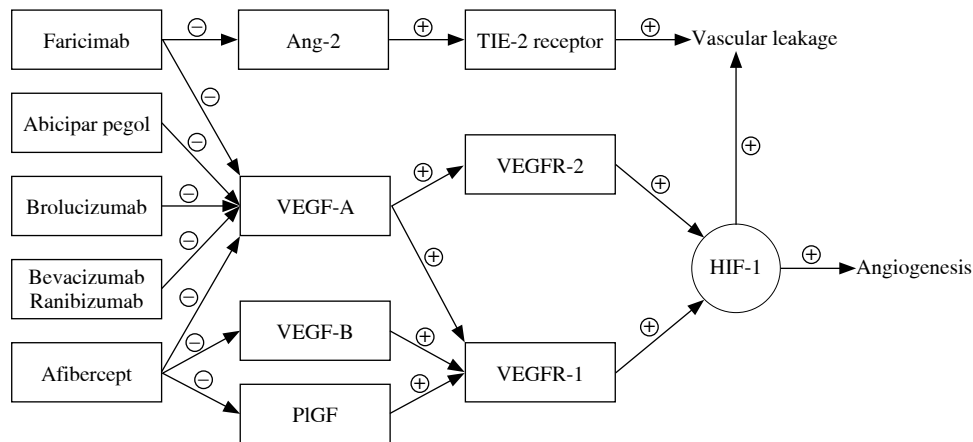 Faricimab
⊖
Ang-2
⊕
TIE-2 receptor
⊕
Vascular leakage
⊖
Abicipar pegol
⊖
VEGFR-2
⊕
⊕
⊕
Brolucizumab
⊖
VEGF-A
⊖
⊕
HIF-1
⊕
Angiogenesis
Bevacizumab
Ranibizumab
⊖
⊖
VEGF-B
⊕
⊕
Afibercept
VEGFR-1
⊖
⊕
PlGF